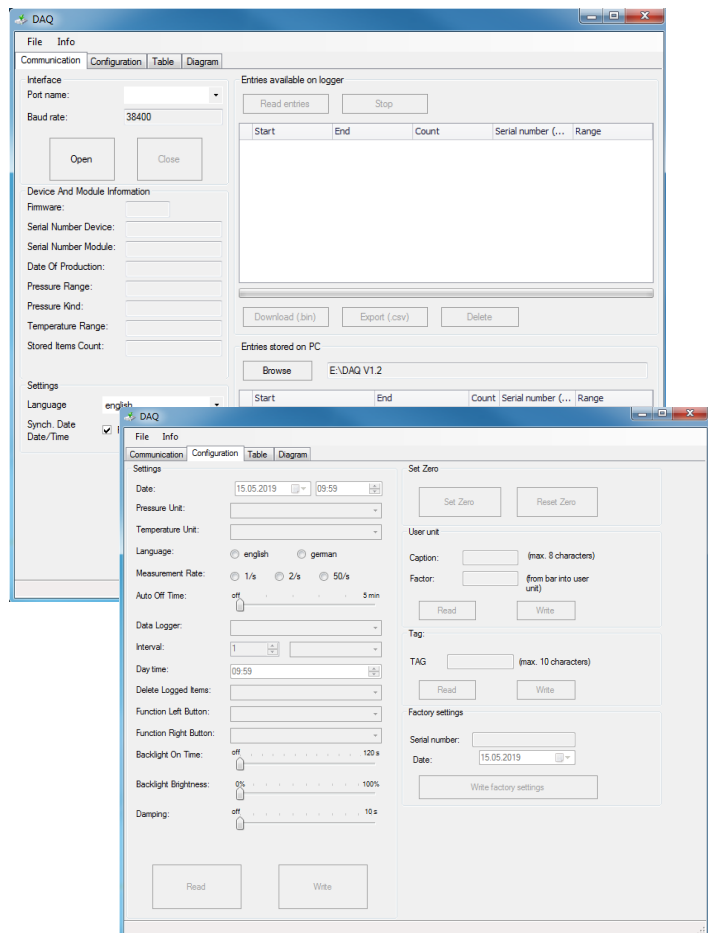 DAQ
File Info
Communication Configuration Table Diagram
Interface
Port name:
Baud rate: 38400
Open Close
Device And Module Information
Firmware:
Serial Number Device:
Serial Number Module:
Date Of Production:
Pressure Range:
Pressure Kind:
Temperature Range:
Stored Items Count:
Settings
Language english
Synch. Date
Date/Time
Entries available on logger
Read entries Stop
Start End Count Serial number (... Range
Download (.bin) Export (.csv) Delete
Entries stored on PC
Browse E:\DAQ V1.2
Start End Count Serial number (... Range
DAQ
File Info
Communication Configuration Table Diagram
Settings
Date: 15.05.2019 09:59
Pressure Unit:
Temperature Unit:
Language: english german
Measurement Rate: 1/s 2/s 50/s
Auto Off Time: off 5 min
Data Logger:
Interval: 1
Day time: 09:59
Delete Logged Items:
Function Left Button:
Function Right Button:
Backlight On Time: off 120 s
Backlight Brightness: 0% 100%
Damping: off 10 s
Read Write
Set Zero
Set Zero Reset Zero
User unit
Caption: (max. 8 characters)
Factor: (from bar into user
unit)
Read Write
Tag:
TAG (max. 10 characters)
Read Write
Factory settings
Serial number:
Date: 15.05.2019
Write factory settings